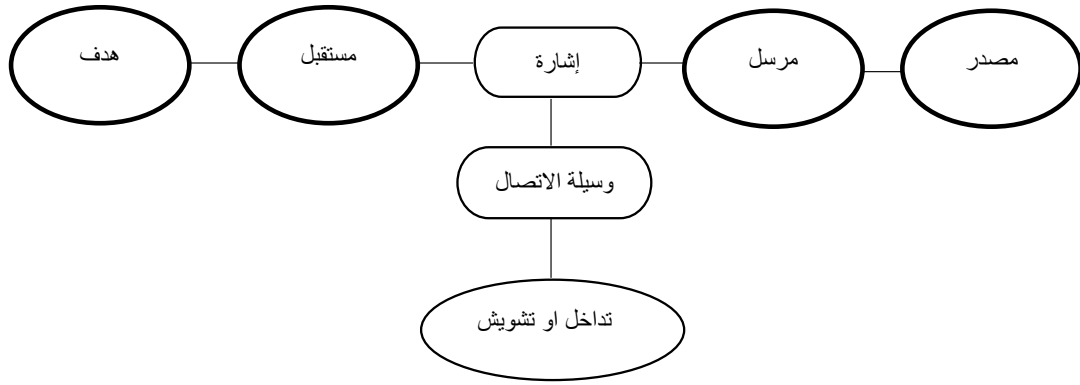 مصدر
مرسل
إشارة
مستقبل
هدف
وسيلة الاتصال
تداخل او تشويش